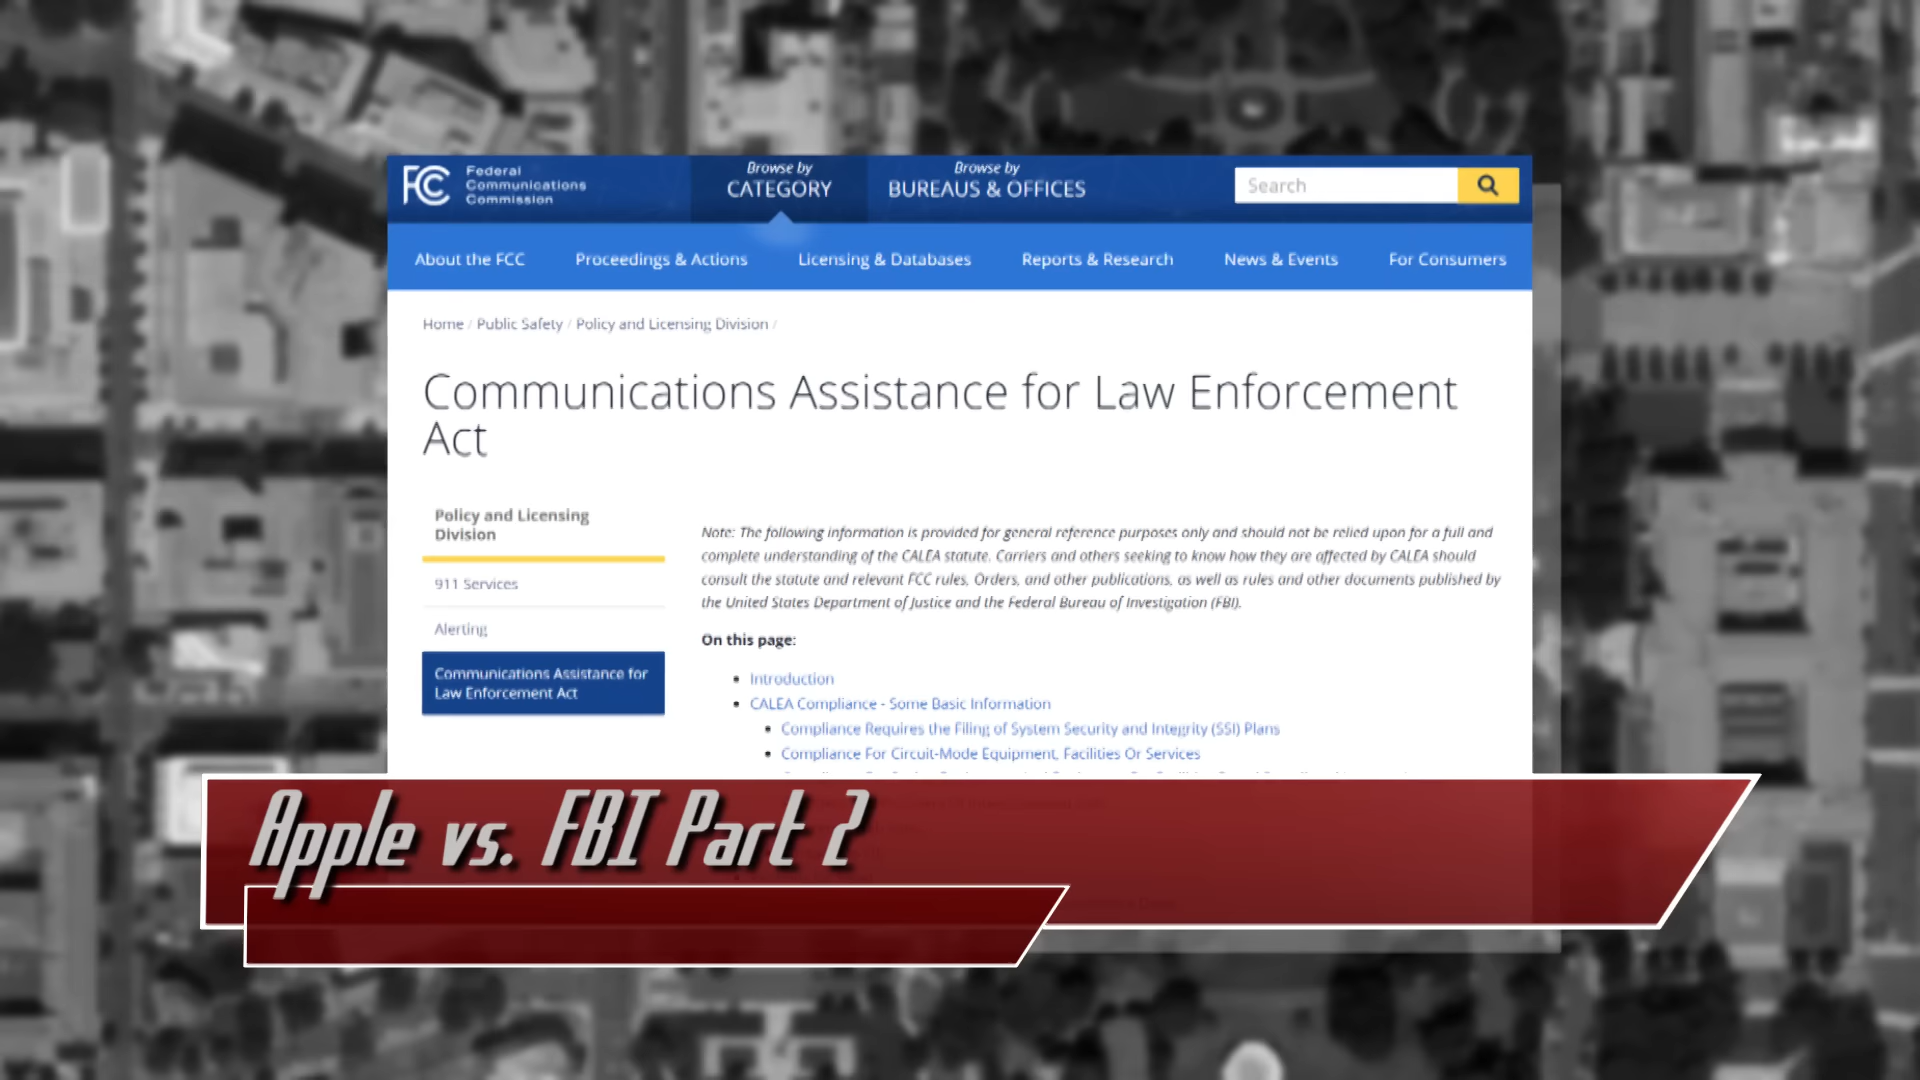 FCC
Federal
Communications
Commission
Browse by
CATEGORY
Browse by
BUREAUS & OFFICES
Search
About the FCC
Proceedings & Actions
Licensing & Databases
Reports & Research
News & Events
For Consumers
Home / Public Safety / Policy and Licensing Division /
Communications Assistance for Law Enforcement
Act
Policy and Licensing
Division
911 Services
Alerting
Communications Assistance for
Law Enforcement Act
Note: The following information is provided for general reference purposes only and should not be relied upon for a full and
complete understanding of the CALEA statute. Carriers and others seeking to know how they are affected by CALEA should
consult the statute and relevant FCC rules, Orders, and other publications, as well as rules and other documents published by
the United States Department of Justice and the Federal Bureau of Investigation (FBI).
On this page:
Introduction
CALEA Compliance - Some Basic Information
Compliance Requires the Filing of System Security and Integrity (SSI) Plans
Compliance For Circuit-Mode Equipment, Facilities Or Services
Apple vs. FBI Part 2